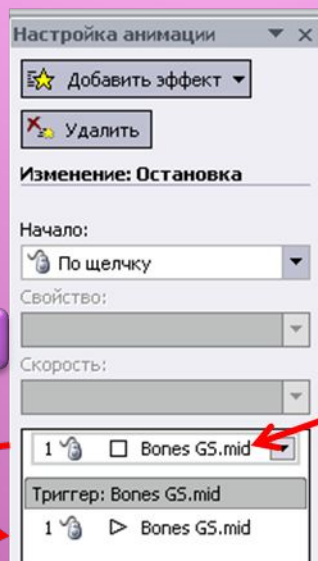 Настройка анимации
Добавить эффект
Удалить
Изменение: Остановка
Начало:
По щелчку
Свойство:
Скорость:
1 Bones GS.mid
Триггер: Bones GS.mid
1 Bones GS.mid